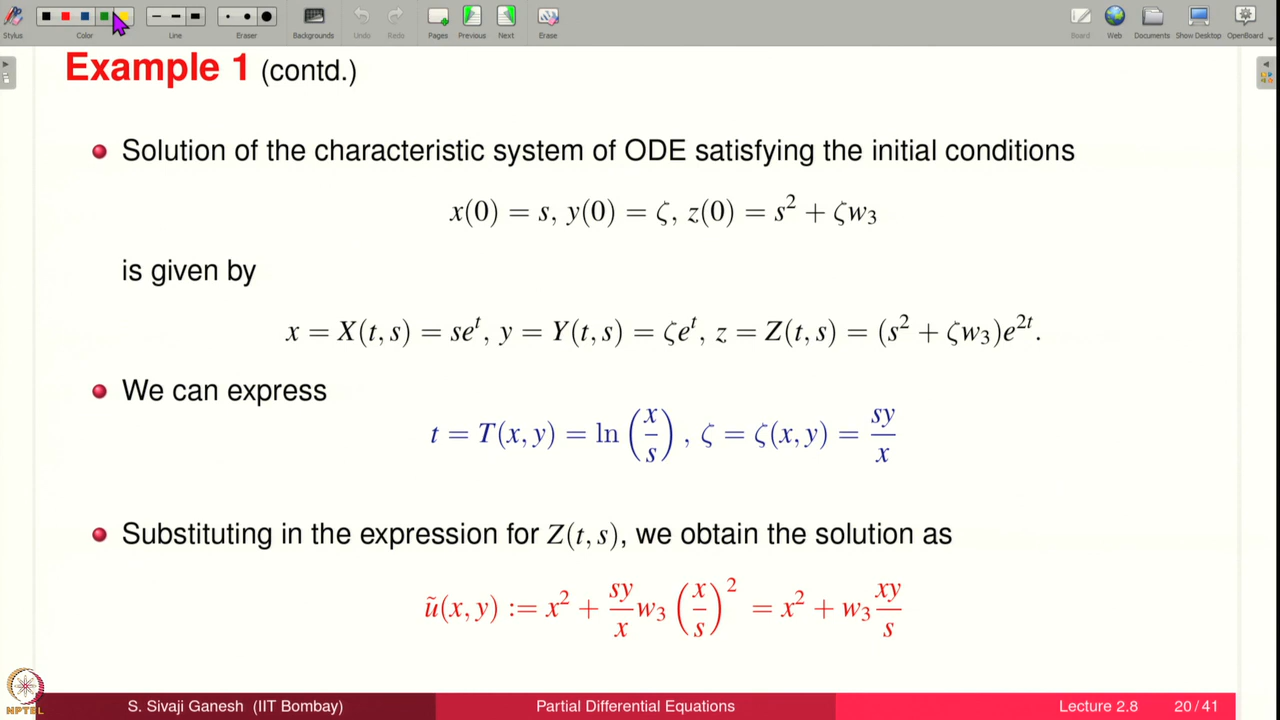 Stylus Color Line Eraser Backgrounds Undo Redo Pages Previous Next Erase Board Web Documents Show Desktop OpenBoard
Example 1 (contd.)
Solution of the characteristic system of ODE satisfying the initial conditions
x(0) = s, y(0) = ζ, z(0) = s² + ζw₃
is given by
x = X(t, s) = seᵗ, y = Y(t, s) = ζeᵗ, z = Z(t, s) = (s² + ζw₃)e²ᵗ.
We can express
t = T(x, y) = ln (x/s), ζ = ζ(x, y) = sy/x
Substituting in the expression for Z(t, s), we obtain the solution as
ũ(x, y) := x² + sy/x w₃ (x/s)² = x² + w₃ xy/s
NPTEL
S. Sivaji Ganesh (IIT Bombay) Partial Differential Equations Lecture 2.8 20 / 41